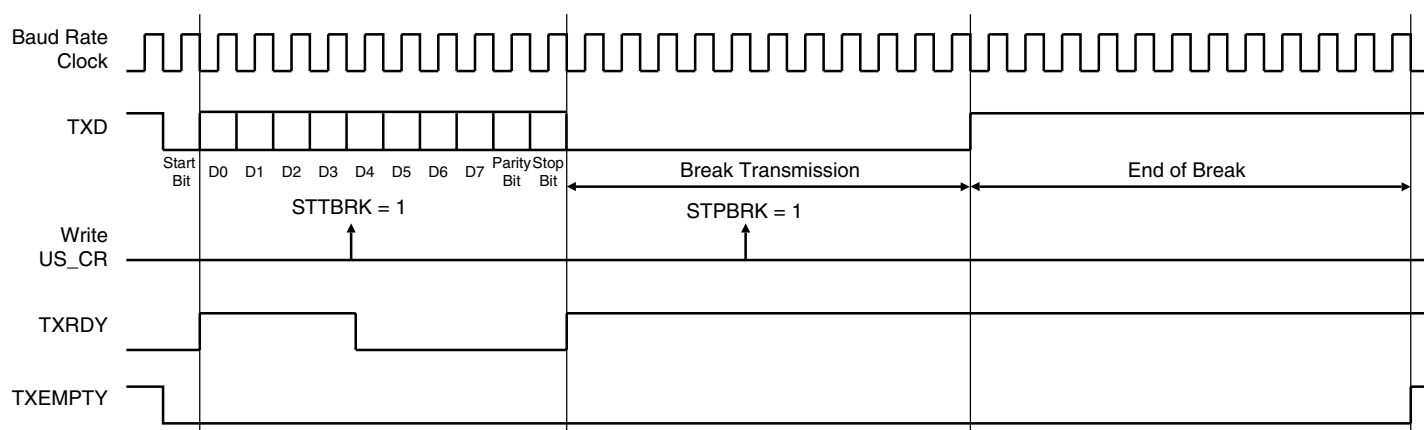 Baud Rate
Clock
TXD
Start
Bit
D0 D1 D2 D3 D4 D5 D6 D7
Parity
Bit
Stop
Bit
Break Transmission
End of Break
STTBRK = 1
STPBRK = 1
Write
US_CR
TXRDY
TXEMPTY